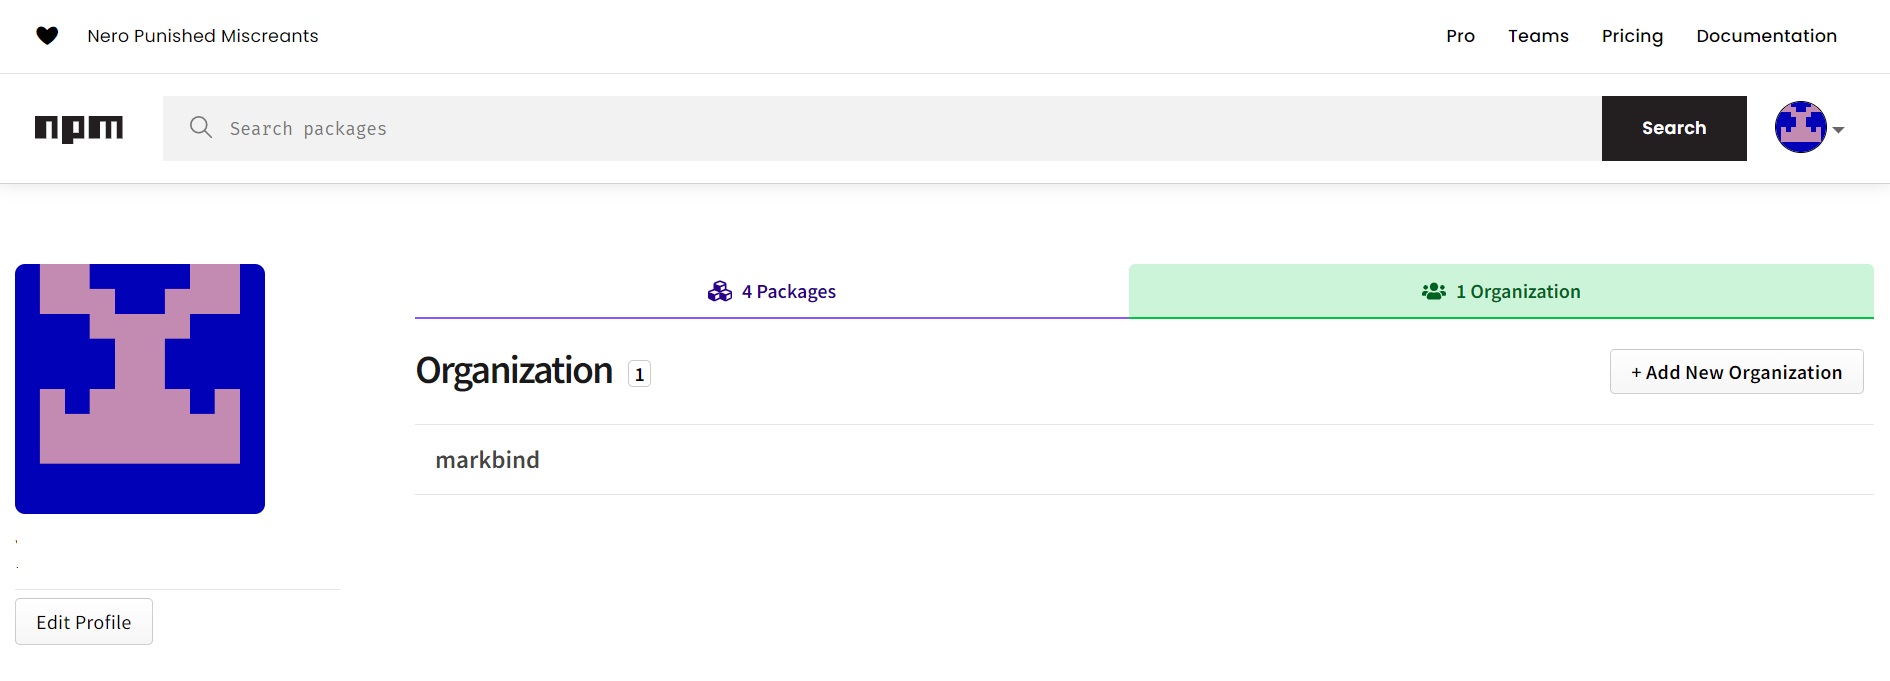 Nero Punished Miscreants
Pro Teams Pricing Documentation
npm
Search packages
Search
4 Packages
1 Organization
Organization 1
+ Add New Organization
markbind
Edit Profile